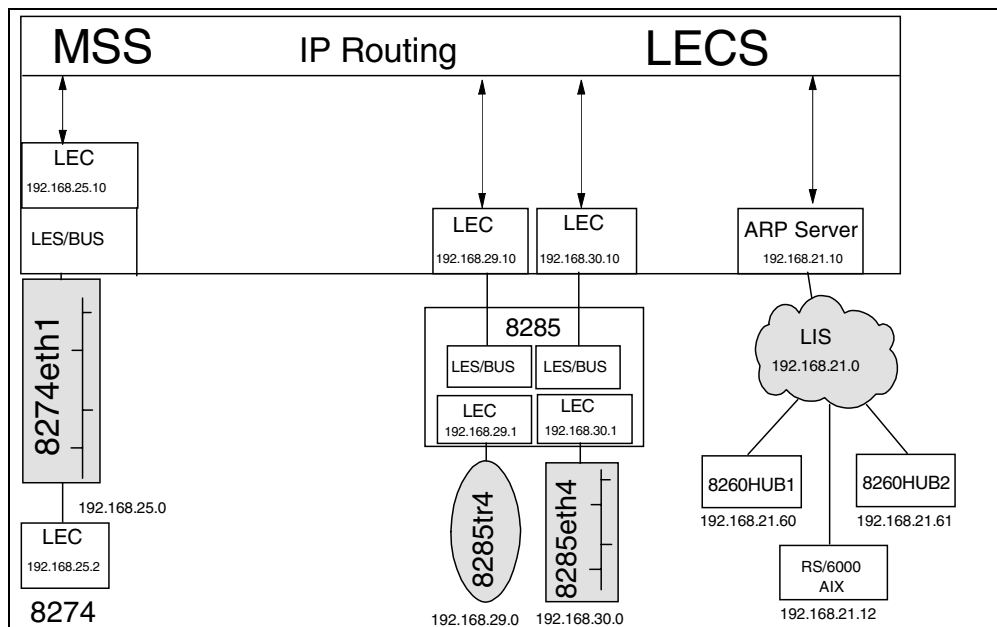 MSS
IP Routing
LECS
LEC
192.168.25.10
LES/BUS
LEC
192.168.29.10
LEC
192.168.30.10
ARP Server
192.168.21.10
8274eth1
192.168.25.0
LEC
192.168.25.2
8274
8285
LES/BUS
LES/BUS
LEC
192.168.29.1
LEC
192.168.30.1
8285tr4
192.168.29.0
8285eth4
192.168.30.0
LIS
192.168.21.0
8260HUB1
192.168.21.60
8260HUB2
192.168.21.61
RS/6000
AIX
192.168.21.12